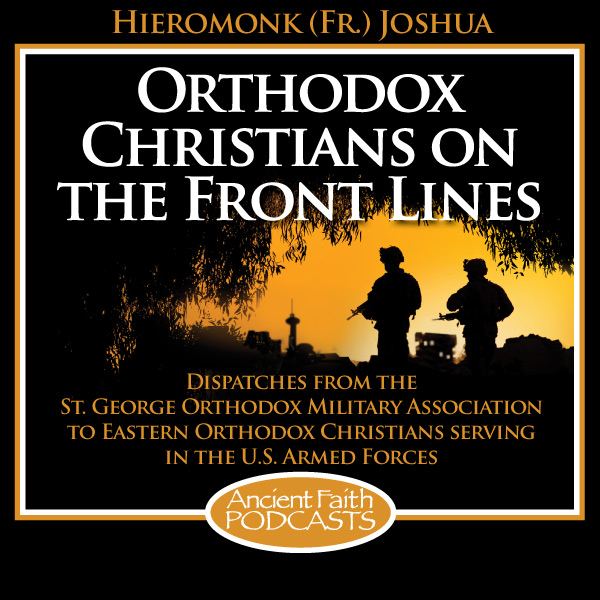 Hieromonk (Fr.) Joshua
Orthodox
Christians on
the Front Lines
Dispatches from the
St. George Orthodox Military Association
to Eastern Orthodox Christians serving
in the U.S. Armed Forces
Ancient Faith
PODCASTS